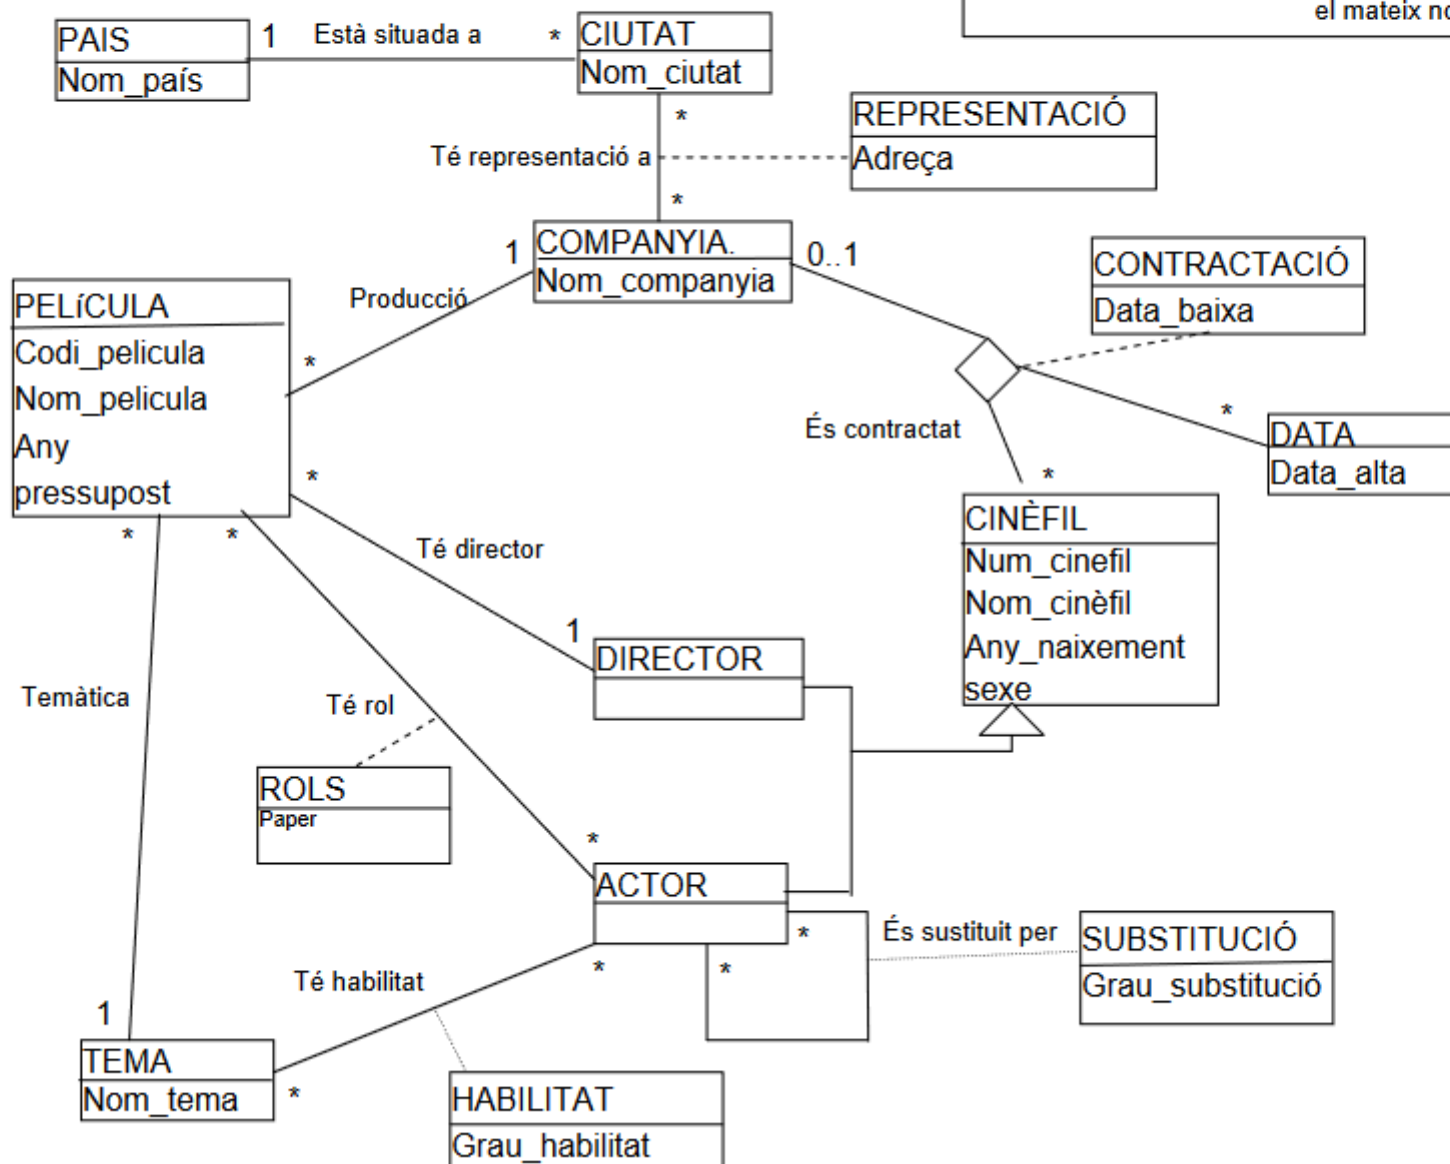 el mateix no
PAIS
Nom_país
1
Està situada a
*
CIUTAT
Nom_ciutat
*
Té representació a
*
REPRESENTACIÓ
Adreça
1
COMPANYIA.
Nom_companyia
0..1
CONTRACTACIÓ
Data_baixa
PELíCULA
Codi_pelicula
Nom_pelicula
Any
pressupost
Producció
*
*
*
*
És contractat
*
DATA
Data_alta
*
CINÈFIL
Num_cinefil
Nom_cinèfil
Any_naixement
sexe
Té director
1
DIRECTOR
Temàtica
Té rol
ROLS
Paper
*
ACTOR
*
*
*
És sustituit per
SUBSTITUCIÓ
Grau_substitució
Té habilitat
1
TEMA
Nom_tema
*
HABILITAT
Grau_habilitat